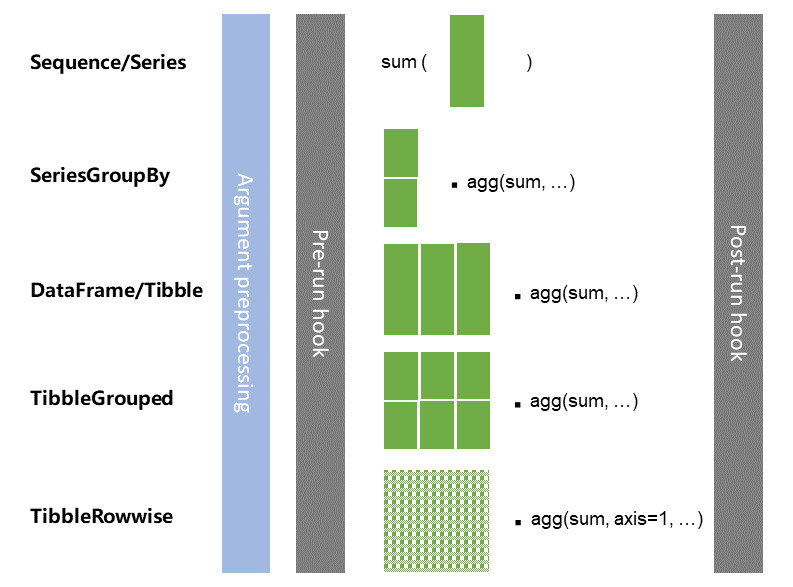 Sequence/Series
sum ( )
SeriesGroupBy
. agg(sum, …)
DataFrame/Tibble
. agg(sum, …)
TibbleGrouped
. agg(sum, …)
TibbleRowwise
. agg(sum, axis=1, …)
Argument preprocessing
Pre-run hook
Post-run hook